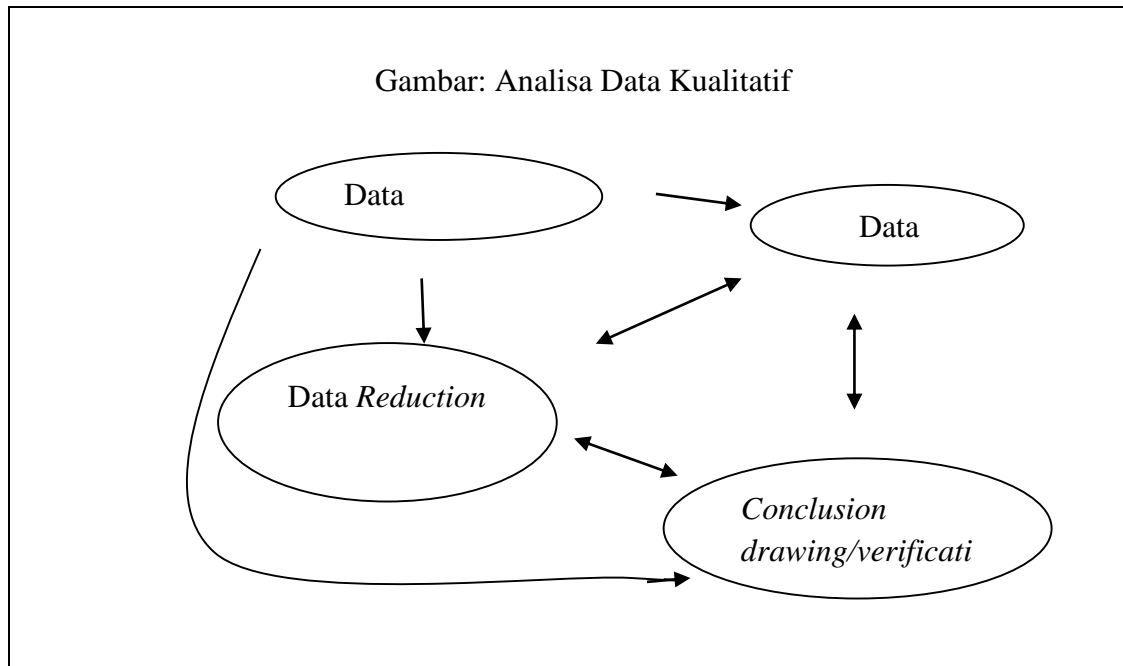 Gambar: Analisa Data Kualitatif
Data
Data
Data Reduction
Conclusion
drawing/verificati